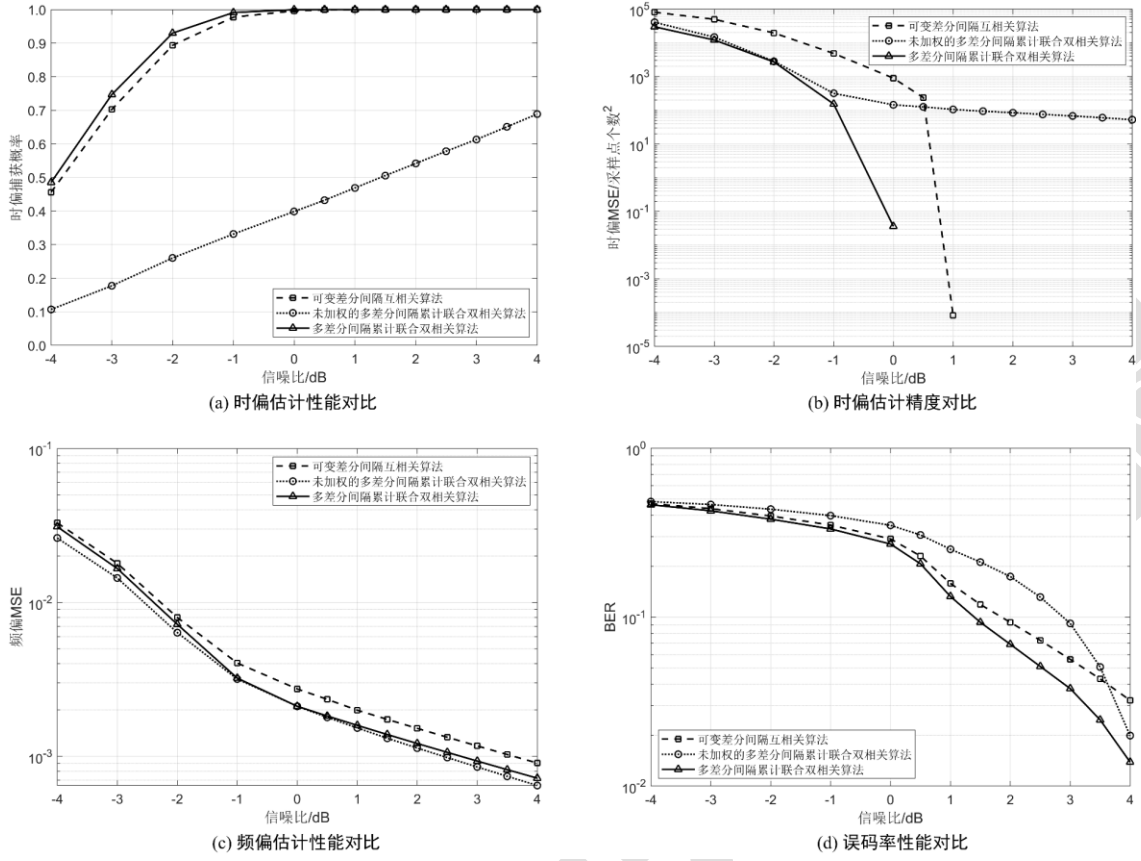 1.0
0.9
0.8
0.7
0.6
0.5
0.4
0.3
0.2
0.1
0.0
时偏捕获概率
可变差分间隔互相关算法
未加权的多差分间隔累计联合双相关算法
多差分间隔累计联合双相关算法
-4 -3 -2 -1 0 1 2 3 4
信噪比/dB
(a) 时偏估计性能对比
10^5
10^3
10^1
10^-1
10^-3
10^-5
时偏MSE/采样点个数^2
可变差分间隔互相关算法
未加权的多差分间隔累计联合双相关算法
多差分间隔累计联合双相关算法
-4 -3 -2 -1 0 1 2 3 4
信噪比/dB
(b) 时偏估计精度对比
10^-1
10^-2
10^-3
频偏MSE
可变差分间隔互相关算法
未加权的多差分间隔累计联合双相关算法
多差分间隔累计联合双相关算法
-4 -3 -2 -1 0 1 2 3 4
信噪比/dB
(c) 频偏估计性能对比
10^0
10^-1
10^-2
BER
可变差分间隔互相关算法
未加权的多差分间隔累计联合双相关算法
多差分间隔累计联合双相关算法
-4 -3 -2 -1 0 1 2 3 4
信噪比/dB
(d) 误码率性能对比